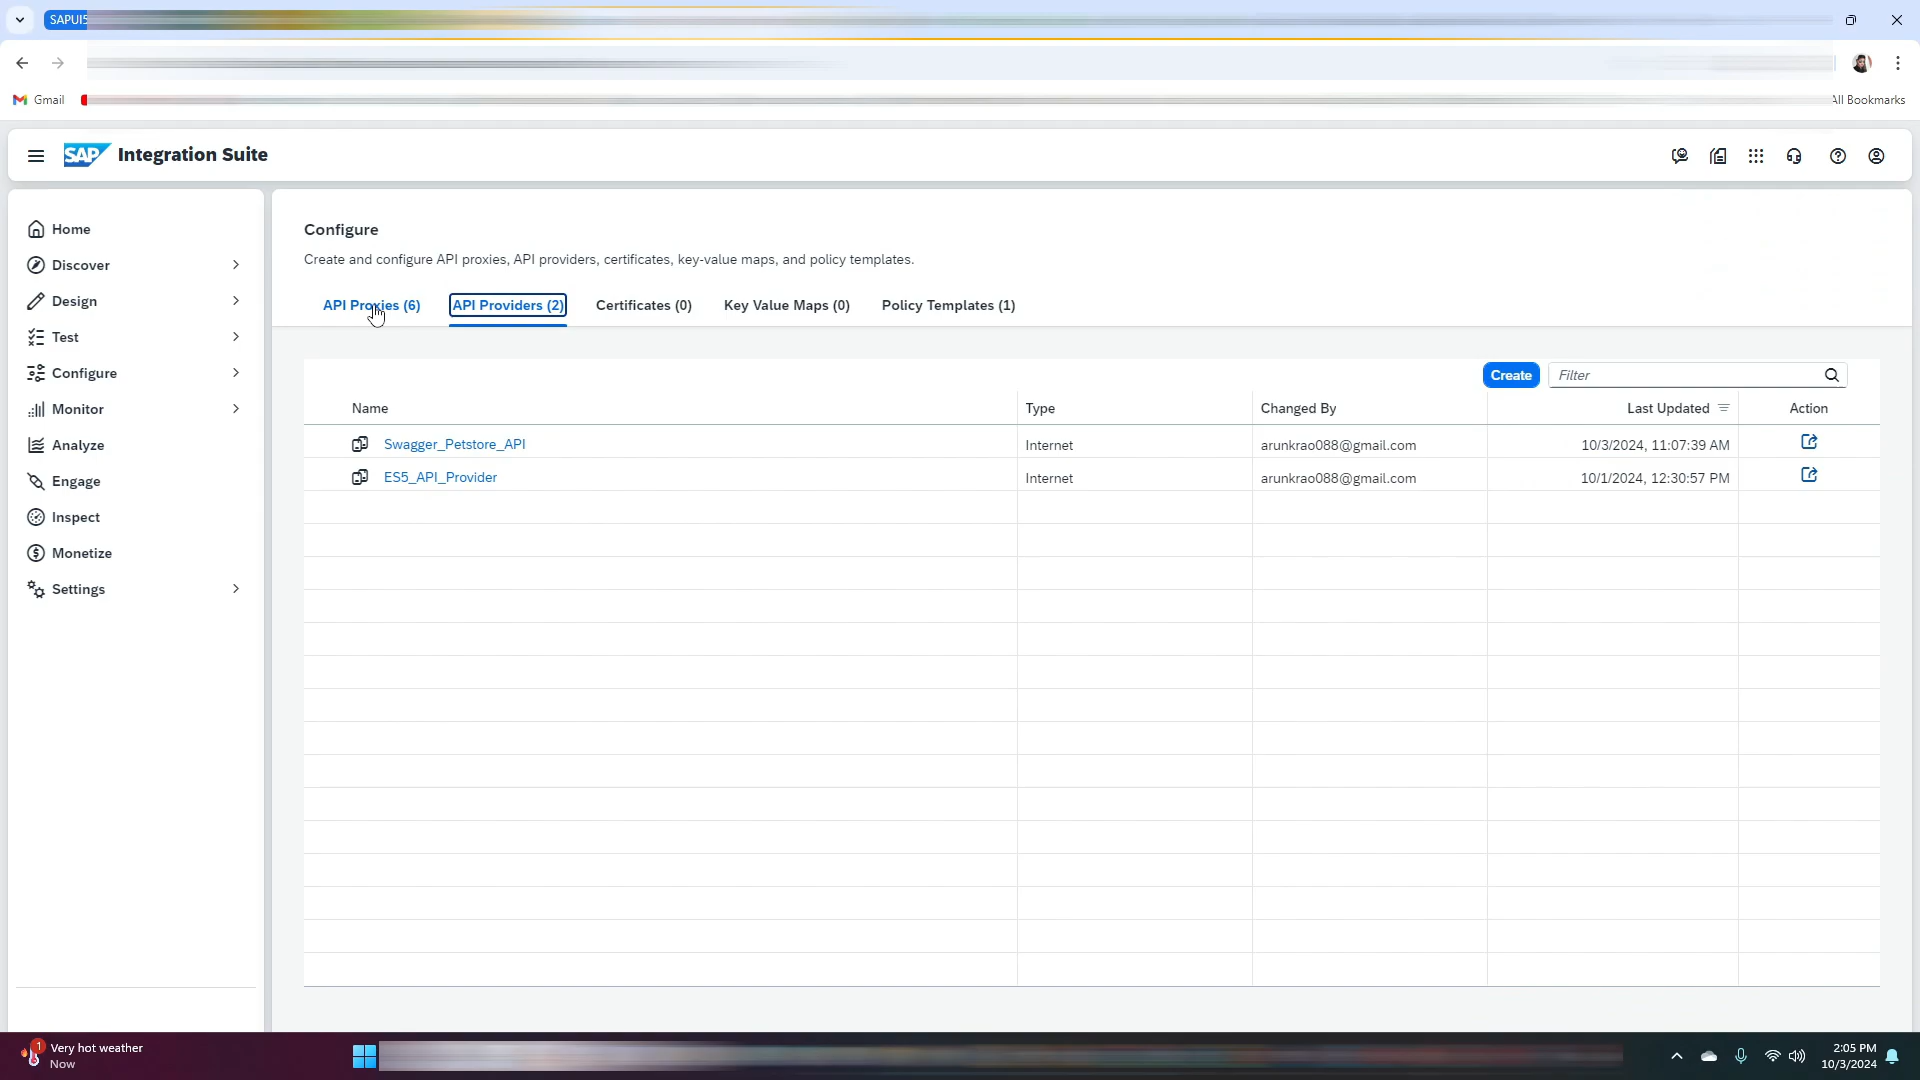 SAPUI5
Gmail
All Bookmarks
SAP Integration Suite
Home
Discover
Design
Test
Configure
Monitor
Analyze
Engage
Inspect
Monetize
Settings
Configure
Create and configure API proxies, API providers, certificates, key-value maps, and policy templates.
API Proxies (6) API Providers (2) Certificates (0) Key Value Maps (0) Policy Templates (1)
Create Filter
Name Type Changed By Last Updated Action
Swagger_Petstore_API Internet arunkrao088@gmail.com 10/3/2024, 11:07:39 AM
ES5_API_Provider Internet arunkrao088@gmail.com 10/1/2024, 12:30:57 PM
1 Very hot weather
Now
2:05 PM
10/3/2024